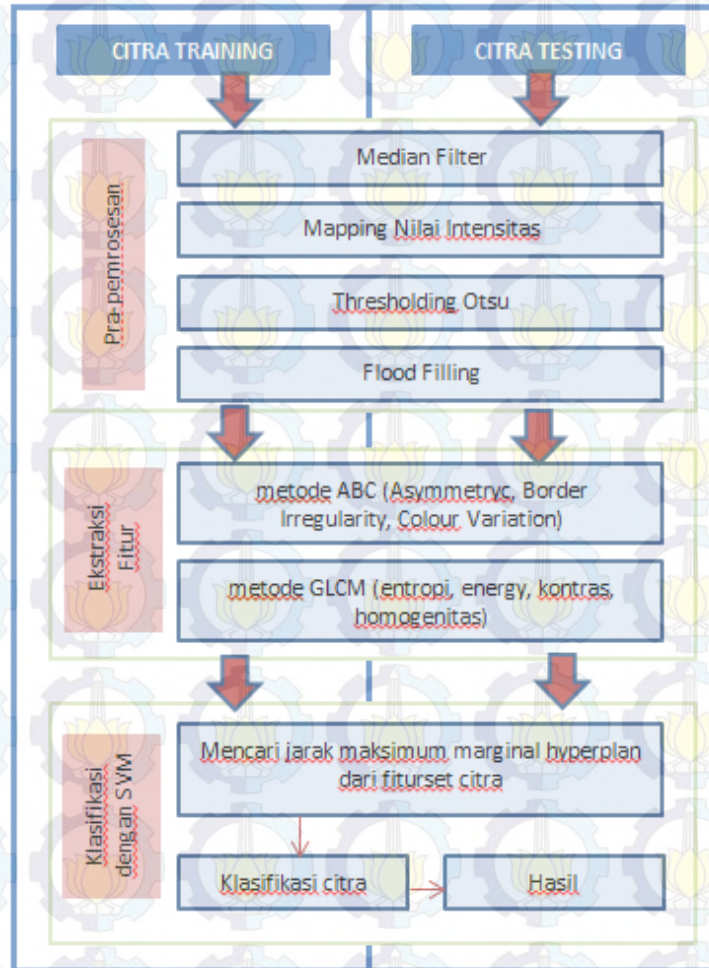 CITRA TRAINING
CITRA TESTING
Pra-pemrosesan
Median Filter
Mapping Nilai Intensitas
Thresholding Otsu
Flood Filling
Ekstraksi
Fitur
metode ABC (Asymmetryc, Border
Irregularity, Colour Variation)
metode GLCM (entropi, energy, kontras,
homogenitas)
Klasifikasi
dengan SVM
Mencari jarak maksimum marginal hyperplan
dari fiturset citra
Klasifikasi citra
Hasil